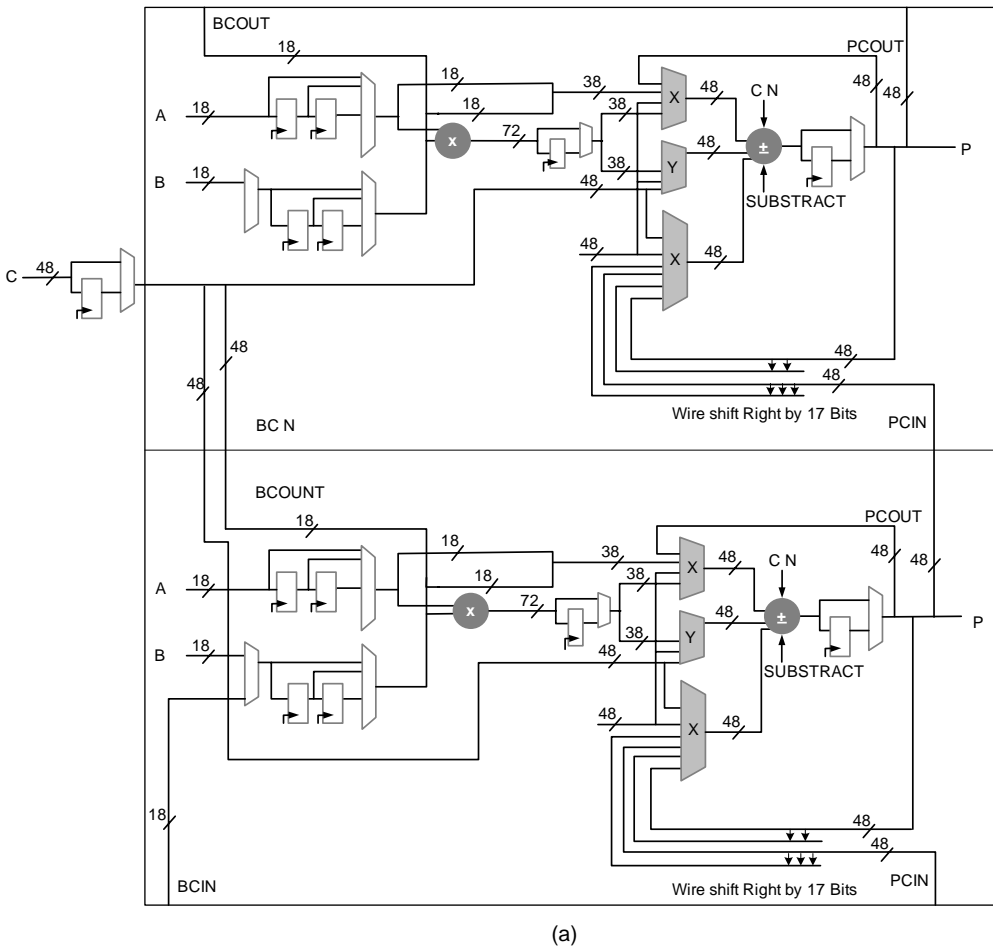 BCOUT
PCOUT
18
18
38
48
48
48
A
18
18
38
C N
x
72
X
±
P
B
18
38
Y
48
48
SUBSTRACT
C
48
48
X
48
48
48
48
Wire shift Right by 17 Bits
BC N
PCIN
BCOUNT
PCOUT
18
18
38
48
48
48
A
18
18
38
C N
x
72
X
±
P
B
18
38
Y
48
48
SUBSTRACT
48
X
48
18
48
48
BCIN
Wire shift Right by 17 Bits
PCIN
(a)